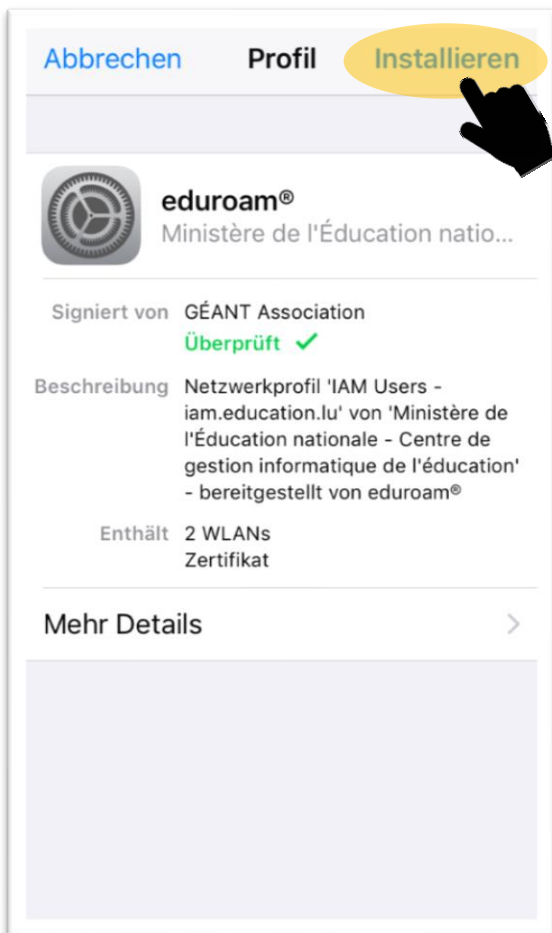 Abbrechen Profil Installieren
eduroam®
Ministère de l'Éducation natio...
Signiert von GÉANT Association
Überprüft ✓
Beschreibung Netzwerkprofil 'IAM Users -
iam.education.lu' von 'Ministère de
l'Éducation nationale - Centre de
gestion informatique de l'éducation'
- bereitgestellt von eduroam®
Enthält 2 WLANs
Zertifikat
Mehr Details